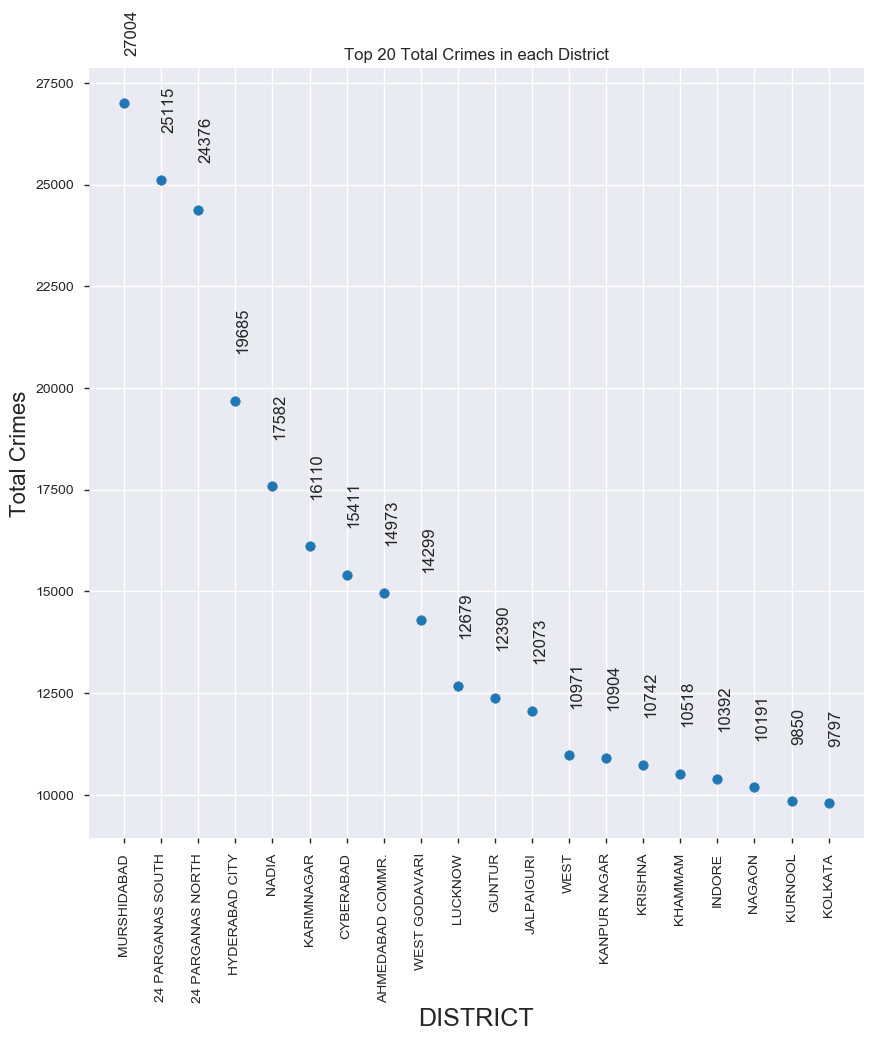 Top 20 Total Crimes in each District
27004
25115
24376
19685
17582
16110
15411
14973
14299
12679
12390
12073
10971
10904
10742
10518
10392
10191
9850
9797
Total Crimes
27500
25000
22500
20000
17500
15000
12500
10000
MURSHIDABAD
24 PARGANAS SOUTH
24 PARGANAS NORTH
HYDERABAD CITY
NADIA
KARIMNAGAR
CYBERABAD
AHMEDABAD COMMR.
WEST GODAVARI
LUCKNOW
GUNTUR
JALPAIGURI
WEST
KANPUR NAGAR
KRISHNA
KHAMMAM
INDORE
NAGAON
KURNOOL
KOLKATA
DISTRICT